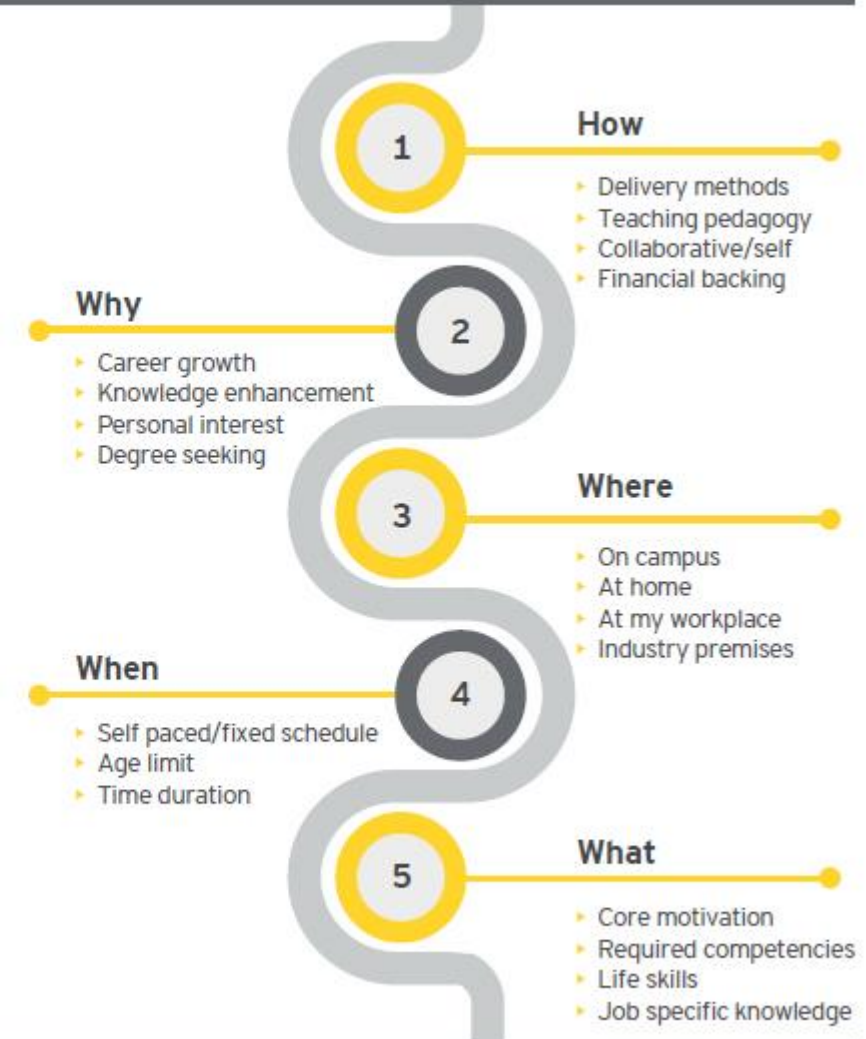 1
How
Delivery methods
Teaching pedagogy
Collaborative/self
Financial backing
2
Why
Career growth
Knowledge enhancement
Personal interest
Degree seeking
3
Where
On campus
At home
At my workplace
Industry premises
4
When
Self paced/fixed schedule
Age limit
Time duration
5
What
Core motivation
Required competencies
Life skills
Job specific knowledge